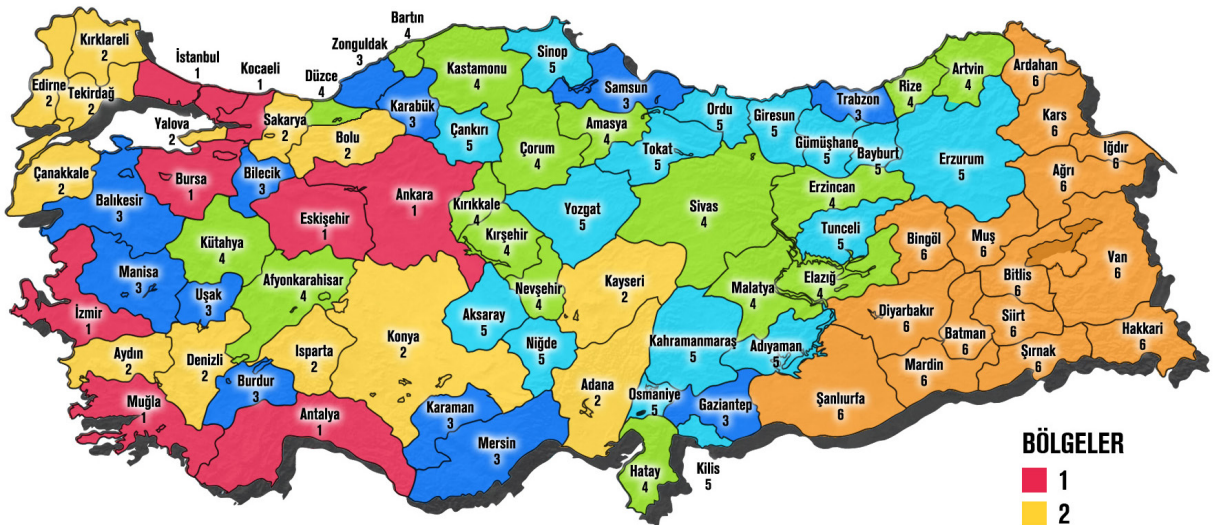 Kırklareli
2
Edirne
2
Tekirdağ
2
İstanbul
1
Kocaeli
1
Yalova
2
Sakarya
2
Düzce
4
Zonguldak
3
Bartın
4
Karabük
3
Kastamonu
4
Sinop
5
Samsun
3
Çankırı
5
Bolu
2
Çorum
4
Amasya
4
Tokat
5
Ordu
5
Giresun
5
Trabzon
3
Gümüşhane
5
Bayburt
5
Rize
4
Artvin
4
Ardahan
6
Kars
6
Iğdır
6
Ağrı
6
Erzurum
5
Erzincan
4
Tunceli
5
Çanakkale
2
Balıkesir
3
Bursa
1
Bilecik
3
Eskişehir
1
Ankara
1
Kırıkkale
4
Kırşehir
4
Yozgat
5
Sivas
4
Kütahya
4
Manisa
3
Uşak
3
Afyonkarahisar
4
İzmir
1
Aydın
2
Denizli
2
Muğla
1
Burdur
3
Isparta
2
Antalya
1
Konya
2
Aksaray
5
Nevşehir
4
Niğde
5
Kayseri
2
Karaman
3
Mersin
3
Adana
2
Osmaniye
5
Hatay
4
Kahramanmaraş
5
Malatya
4
Elazığ
4
Adıyaman
5
Gaziantep
3
Kilis
5
Şanlıurfa
6
Diyarbakır
6
Bingöl
6
Muş
6
Bitlis
6
Van
6
Batman
6
Siirt
6
Mardin
6
Şırnak
6
Hakkari
6
BÖLGELER
1
2